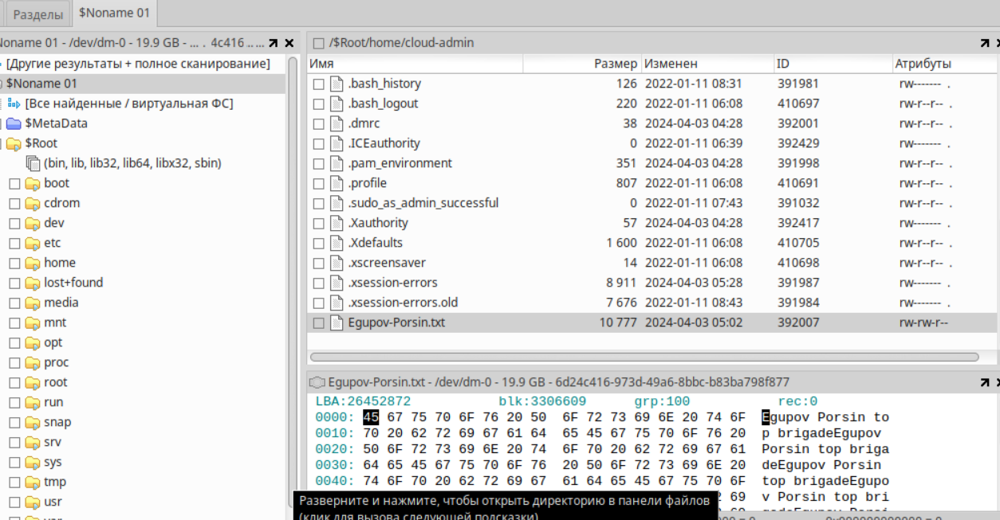 Разделы
$Noname 01
Noname 01 - /dev/dm-0 - 19.9 GB - ... . 4c416 ... ...
[Другие результаты + полное сканирование]
$Noname 01
[Все найденные / виртуальная ФС]
$MetaData
$Root
(bin, lib, lib32, lib64, libx32, sbin)
boot
cdrom
dev
etc
home
lost+found
media
mnt
opt
proc
root
run
snap
srv
sys
tmp
usr
/$Root/home/cloud-admin
Имя Размер Изменен ID Атрибуты
.bash_history 126 2022-01-11 08:31 391981 rw------- .
.bash_logout 220 2022-01-11 06:08 410697 rw-r--r-- .
.dmrc 38 2024-04-03 04:28 392001 rw-r--r-- .
.ICEauthority 0 2022-01-11 06:39 392429 rw------- .
.pam_environment 351 2024-04-03 04:28 391998 rw-r--r-- .
.profile 807 2022-01-11 06:08 410691 rw-r--r-- .
.sudo_as_admin_successful 0 2022-01-11 07:43 391032 rw-r--r-- .
.Xauthority 57 2024-04-03 04:28 392417 rw------- .
.Xdefaults 1 600 2022-01-11 06:08 410705 rw-r--r-- .
.xscreensaver 14 2022-01-11 06:08 410698 rw-r--r-- .
.xsession-errors 8 911 2024-04-03 05:28 391987 rw------- .
.xsession-errors.old 7 676 2022-01-11 08:43 391984 rw------- .
Egupov-Porsin.txt 10 777 2024-04-03 05:02 392007 rw-rw-r--
Egupov-Porsin.txt - /dev/dm-0 - 19.9 GB - 6d24c416-973d-49a6-8bbc-b83ba798f877
LBA:26452872 blk:3306609 grp:100 rec:0
0000: 45 67 75 70 6F 76 20 50 6F 72 73 69 6E 20 74 6F Egupov Porsin to
0010: 70 20 62 72 69 67 61 64 65 45 67 75 70 6F 76 20 p brigadeEgupov
0020: 50 6F 72 73 69 6E 20 74 6F 70 20 62 72 69 67 61 Porsin top briga
0030: 64 65 45 67 75 70 6F 76 20 50 6F 72 73 69 6E 20 deEgupov Porsin
0040: 74 6F 70 20 62 72 69 67 61 64 65 45 67 75 70 6F top brigadeEgupo
69 v Porsin top bri
Разверните и нажмите, чтобы открыть директорию в панели файлов
(клик для вызова следующей подсказки)